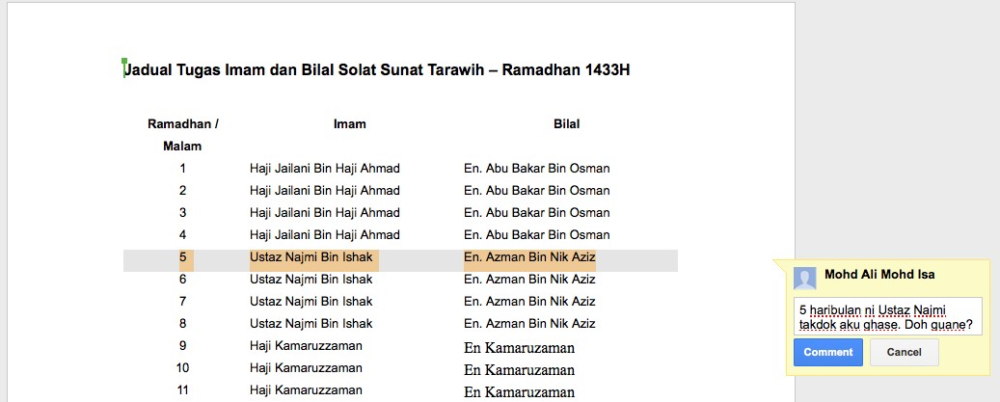 Jadual Tugas Imam dan Bilal Solat Sunat Tarawih – Ramadhan 1433H
Ramadhan / Imam Bilal
Malam
1 Haji Jailani Bin Haji Ahmad En. Abu Bakar Bin Osman
2 Haji Jailani Bin Haji Ahmad En. Abu Bakar Bin Osman
3 Haji Jailani Bin Haji Ahmad En. Abu Bakar Bin Osman
4 Haji Jailani Bin Haji Ahmad En. Abu Bakar Bin Osman
5 Ustaz Najmi Bin Ishak En. Azman Bin Nik Aziz
6 Ustaz Najmi Bin Ishak En. Azman Bin Nik Aziz
7 Ustaz Najmi Bin Ishak En. Azman Bin Nik Aziz
8 Ustaz Najmi Bin Ishak En. Azman Bin Nik Aziz
9 Haji Kamaruzzaman En Kamaruzaman
10 Haji Kamaruzzaman En Kamaruzaman
11 Haji Kamaruzzaman En Kamaruzaman
Mohd Ali Mohd Isa
5 haribulan ni Ustaz Najmi
takdok aku ghase. Doh guane?
Comment Cancel